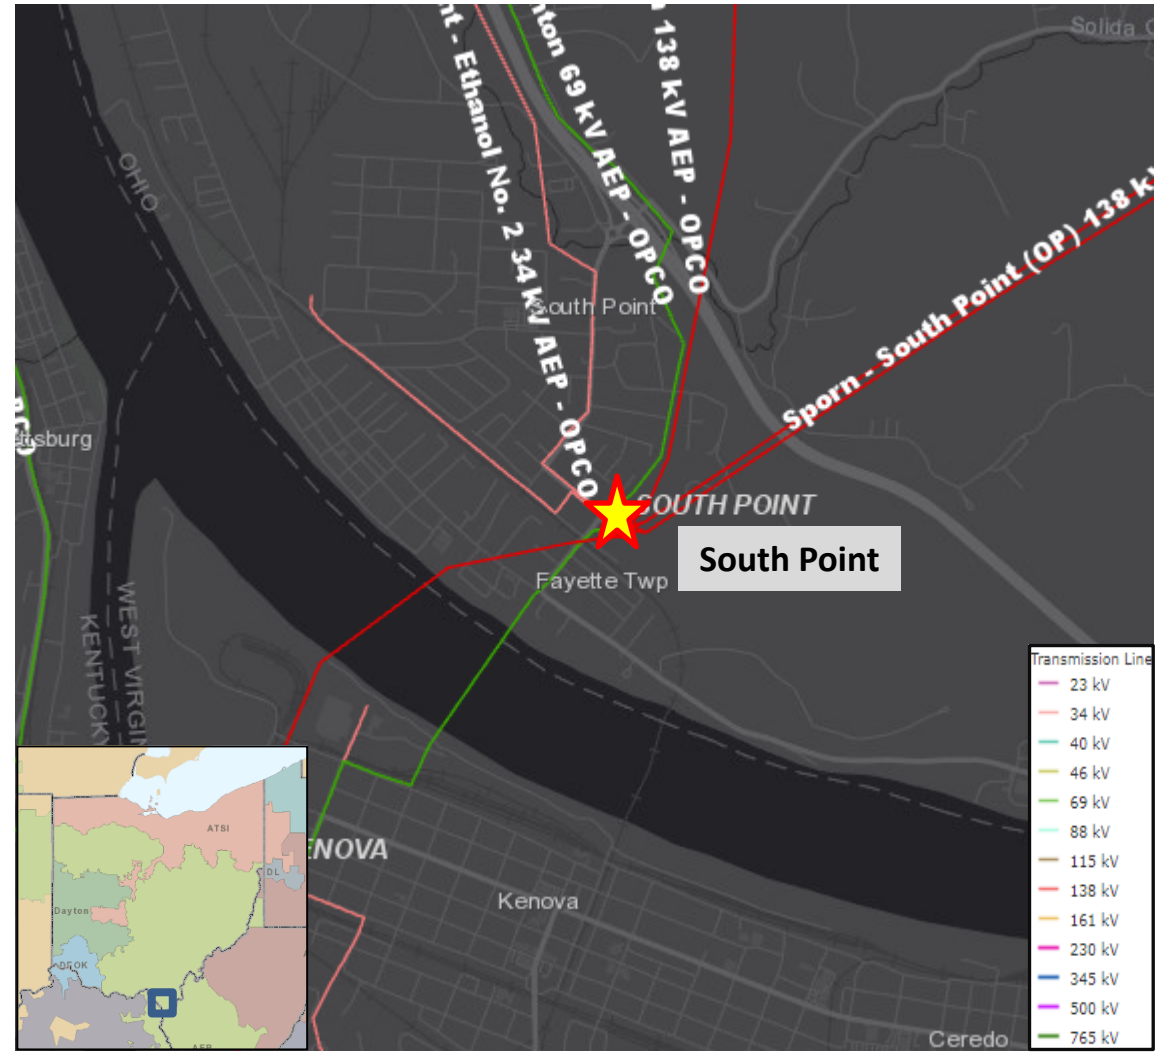 Solida
nt - Ethanol No. 2 34 kV AEP - OPCO
nton 69 kV AEP - OPCO
138 kV AEP - OPCO
OHIO
Sporn - South Point (OP) 138 kV
South Point
sburg
SOUTH POINT
South Point
Fayette Twp
WEST VIRGIN
KENTUCKY
Transmission Line
23 kV
34 kV
40 kV
46 kV
69 kV
88 kV
115 kV
138 kV
161 kV
230 kV
345 kV
500 kV
765 kV
ENOVA
Kenova
Ceredo
ATSI
DL
Dayton
DEOK
AEP